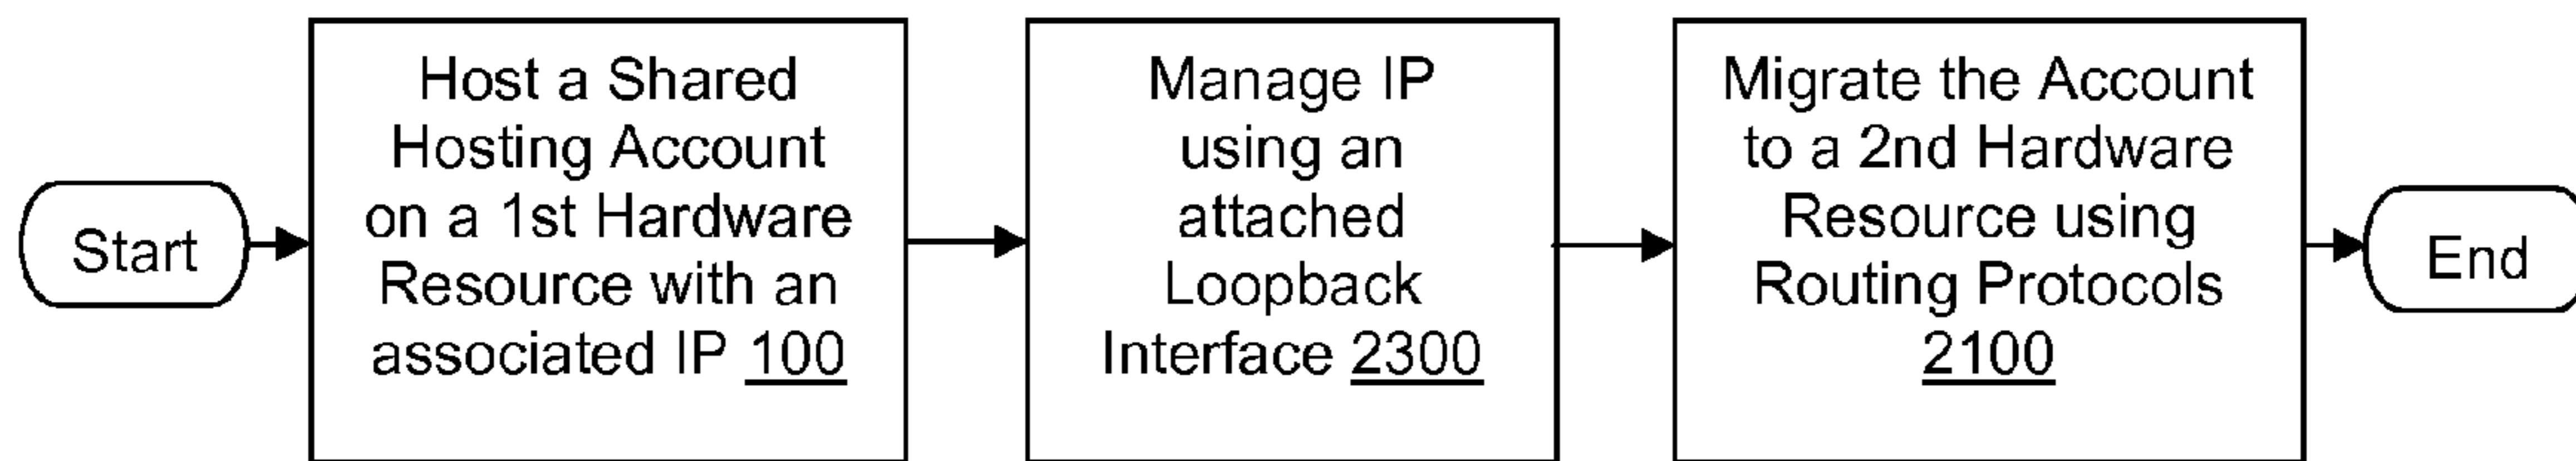 Start
Host a Shared
Hosting Account
on a 1st Hardware
Resource with an
associated IP 100
Manage IP
using an
attached
Loopback
Interface 2300
Migrate the Account
to a 2nd Hardware
Resource using
Routing Protocols
2100
End